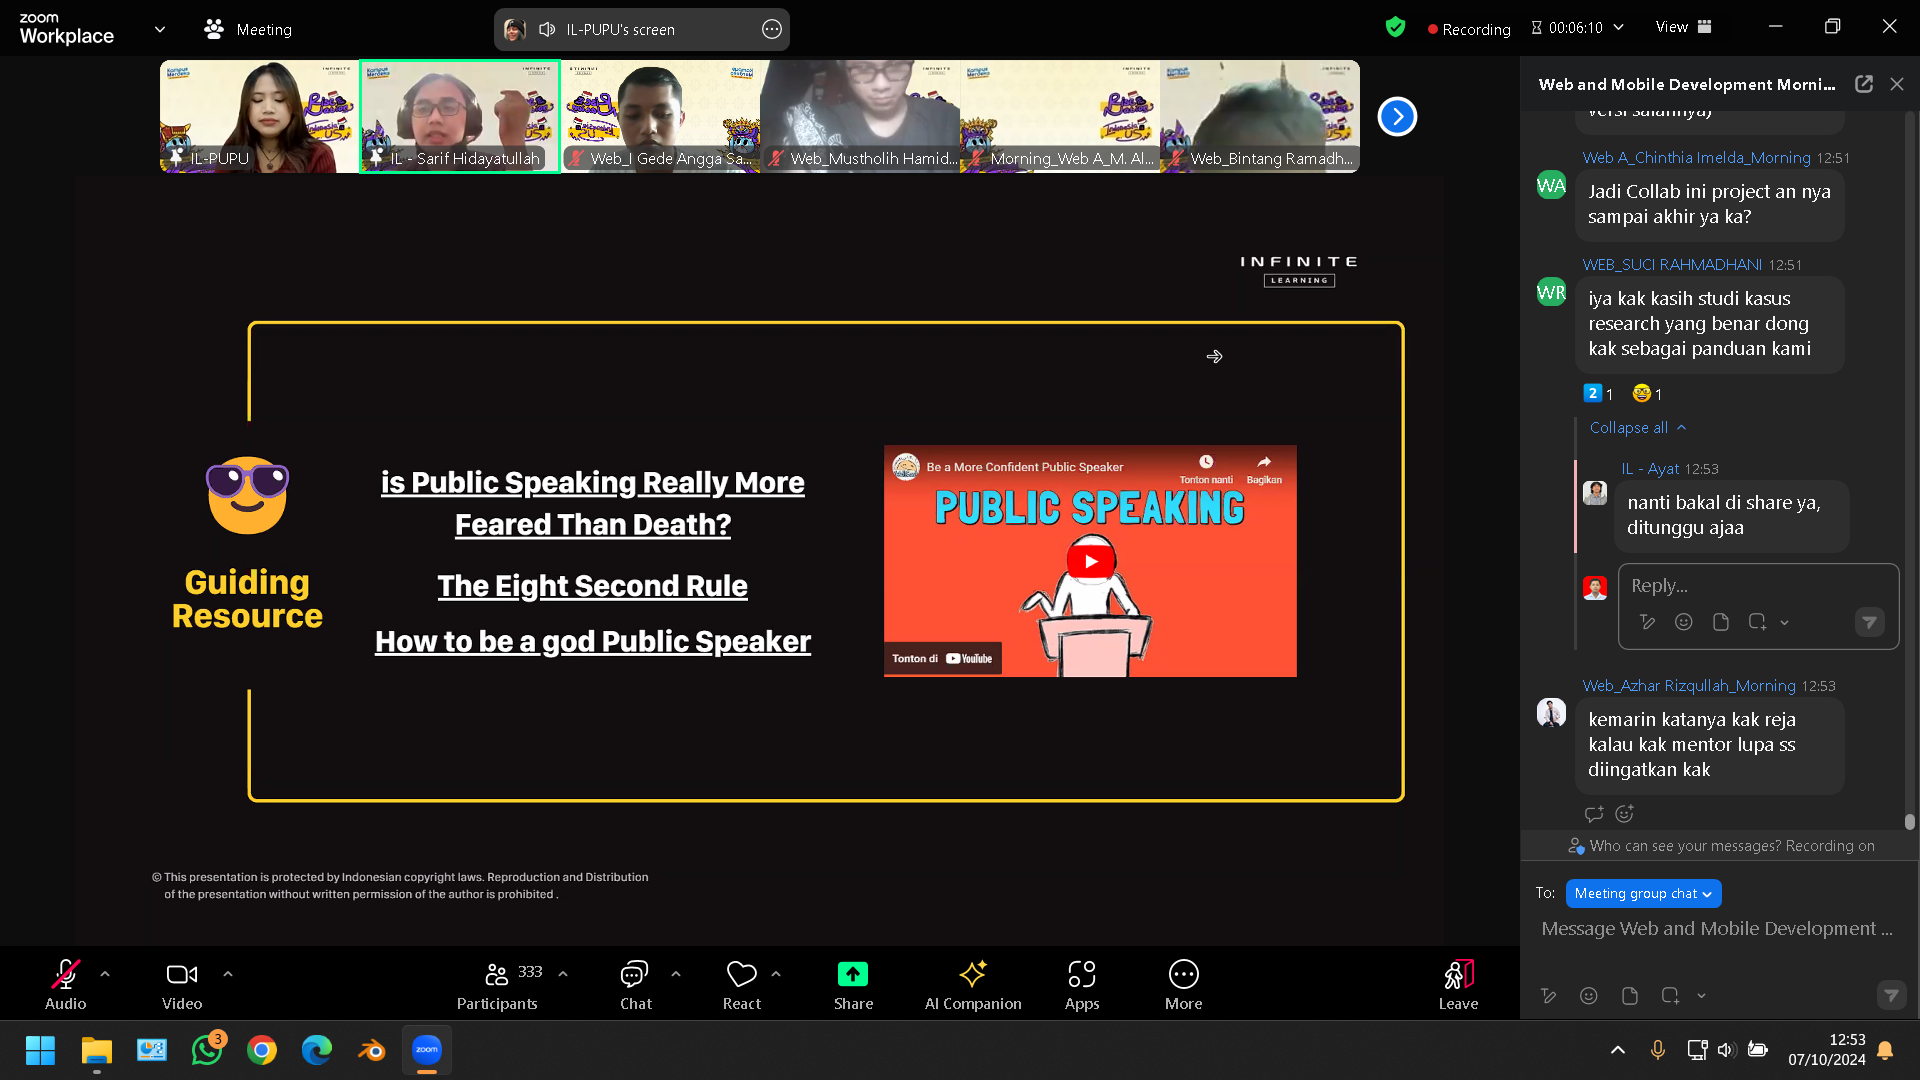 zoom
Workplace
Meeting
IL-PUPU's screen
Recording
00:06:10
View
IL-PUPU
IL - Sarif Hidayatullah
Web_I Gede Angga Sa...
Web_Mustholih Hamid...
Morning_Web A_M. Al...
Web_Bintang Ramadh...
INFINITE
LEARNING
Guiding
Resource
is Public Speaking Really More
Feared Than Death?
The Eight Second Rule
How to be a god Public Speaker
Be a More Confident Public Speaker
Tonton nanti
Bagikan
PUBLIC SPEAKING
Tonton di YouTube
© This presentation is protected by Indonesian copyright laws. Reproduction and Distribution
of the presentation without written permission of the author is prohibited .
Web and Mobile Development Morni...
versi salahnya)
Web A_Chinthia Imelda_Morning 12:51
WA
Jadi Collab ini project an nya
sampai akhir ya ka?
WEB_SUCI RAHMADHANI 12:51
WR
iya kak kasih studi kasus
research yang benar dong
kak sebagai panduan kami
2 1
1
Collapse all
IL - Ayat 12:53
nanti bakal di share ya,
ditunggu ajaa
Reply...
Web_Azhar Rizqullah_Morning 12:53
kemarin katanya kak reja
kalau kak mentor lupa ss
diingatkan kak
Who can see your messages? Recording on
To: Meeting group chat
Message Web and Mobile Development ...
Audio
Video
333
Participants
Chat
React
Share
AI Companion
Apps
More
Leave
3
zoom
12:53
07/10/2024